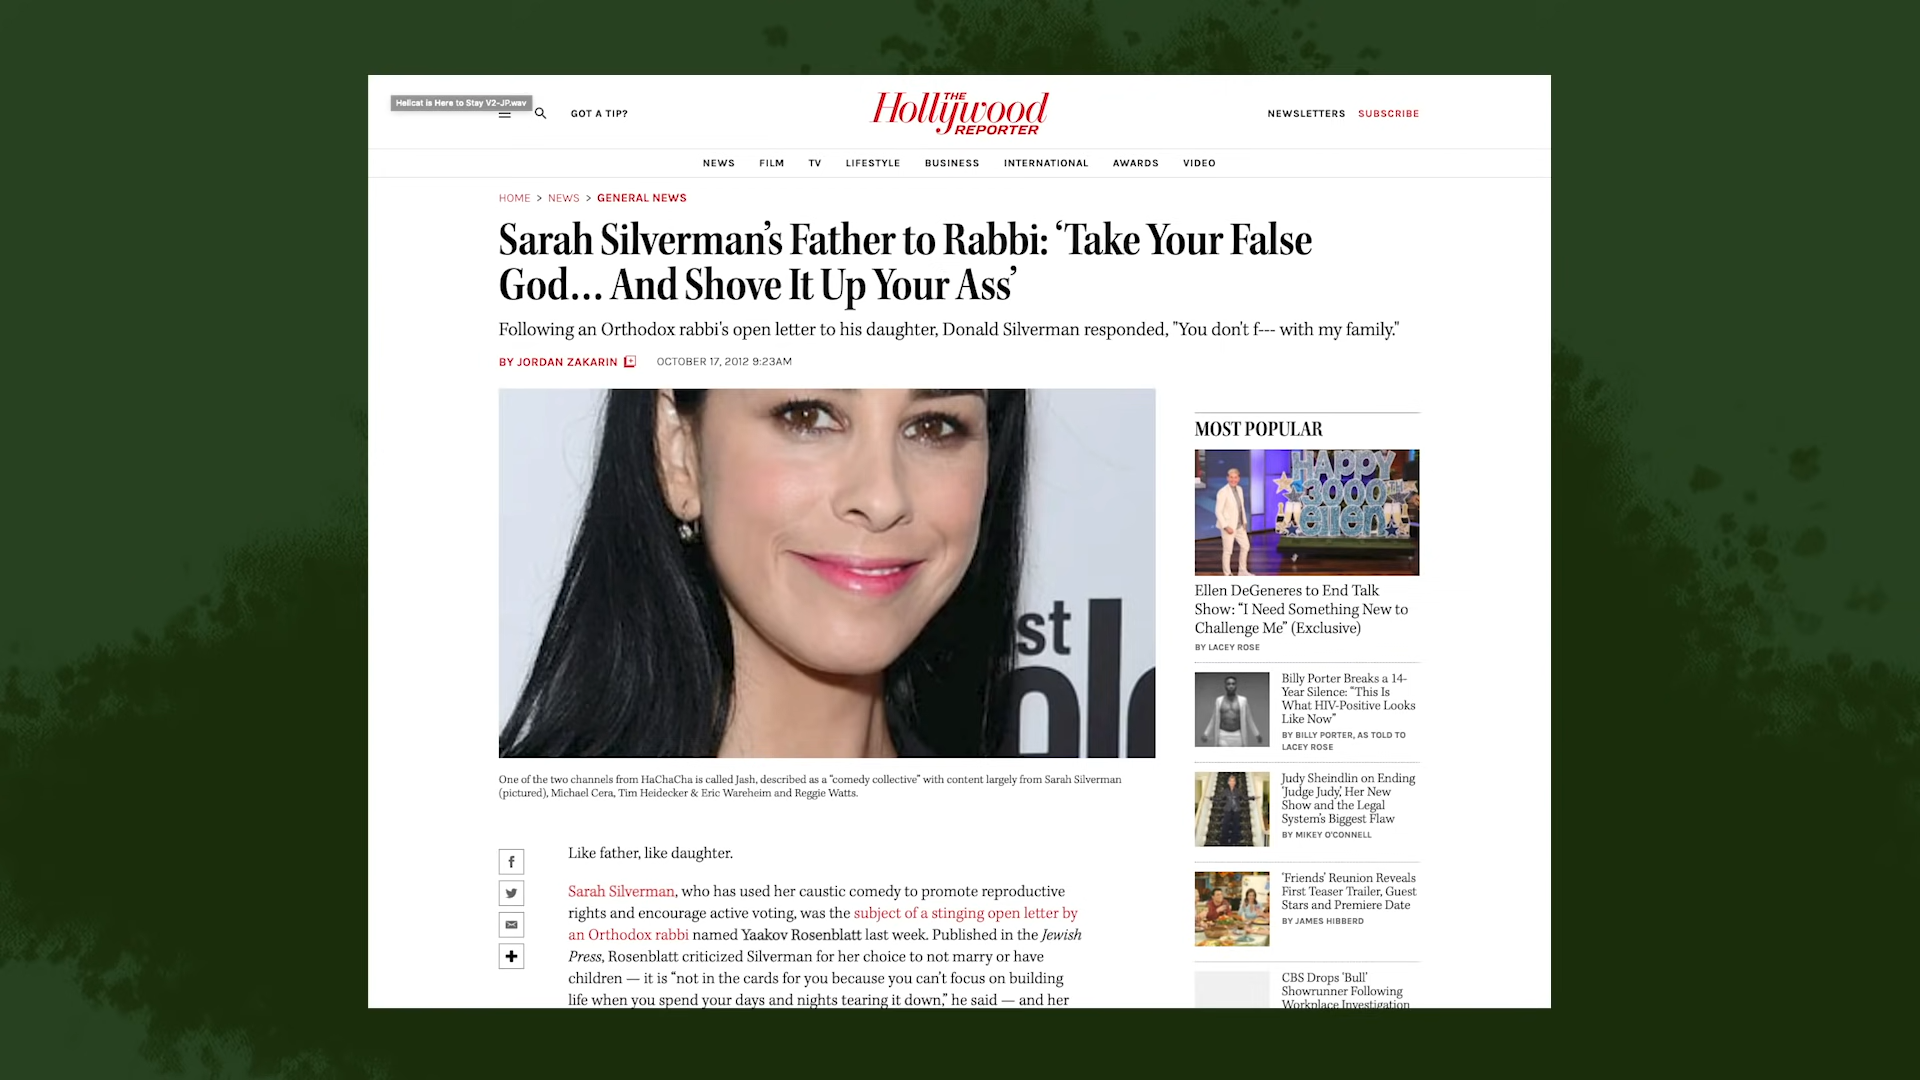 Hellcat is Here to Stay V2-JP.wav
GOT A TIP?
THE
Hollywood
REPORTER
NEWSLETTERS SUBSCRIBE
NEWS FILM TV LIFESTYLE BUSINESS INTERNATIONAL AWARDS VIDEO
HOME > NEWS > GENERAL NEWS
Sarah Silverman’s Father to Rabbi: ‘Take Your False
God… And Shove It Up Your Ass’
Following an Orthodox rabbi's open letter to his daughter, Donald Silverman responded, "You don't f--- with my family."
BY JORDAN ZAKARIN OCTOBER 17, 2012 9:23AM
st
One of the two channels from HaChaCha is called Jash, described as a “comedy collective” with content largely from Sarah Silverman
(pictured), Michael Cera, Tim Heidecker & Eric Wareheim and Reggie Watts.
Like father, like daughter.
Sarah Silverman, who has used her caustic comedy to promote reproductive
rights and encourage active voting, was the subject of a stinging open letter by
an Orthodox rabbi named Yaakov Rosenblatt last week. Published in the Jewish
Press, Rosenblatt criticized Silverman for her choice to not marry or have
children — it is “not in the cards for you because you can’t focus on building
life when you spend your days and nights tearing it down,” he said — and her
MOST POPULAR
HAPPY
3000TH
ellen
Ellen DeGeneres to End Talk
Show: “I Need Something New to
Challenge Me” (Exclusive)
BY LACEY ROSE
Billy Porter Breaks a 14-
Year Silence: “This Is
What HIV-Positive Looks
Like Now”
BY BILLY PORTER, AS TOLD TO
LACEY ROSE
Judy Sheindlin on Ending
‘Judge Judy,’ Her New
Show and the Legal
System’s Biggest Flaw
BY MIKEY O'CONNELL
‘Friends’ Reunion Reveals
First Teaser Trailer, Guest
Stars and Premiere Date
BY JAMES HIBBERD
CBS Drops ‘Bull’
Showrunner Following
Workplace Investigation